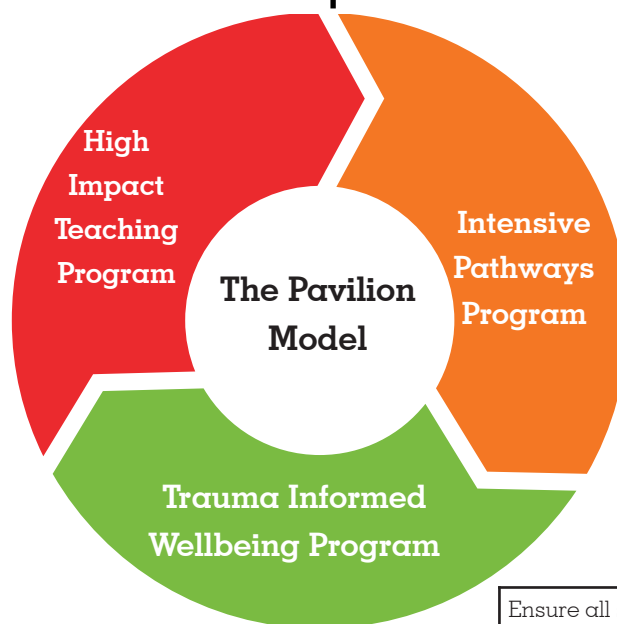 High
Impact
Teaching
Program
Intensive
Pathways
Program
The Pavilion
Model
Trauma Informed
Wellbeing Program
Ensure all